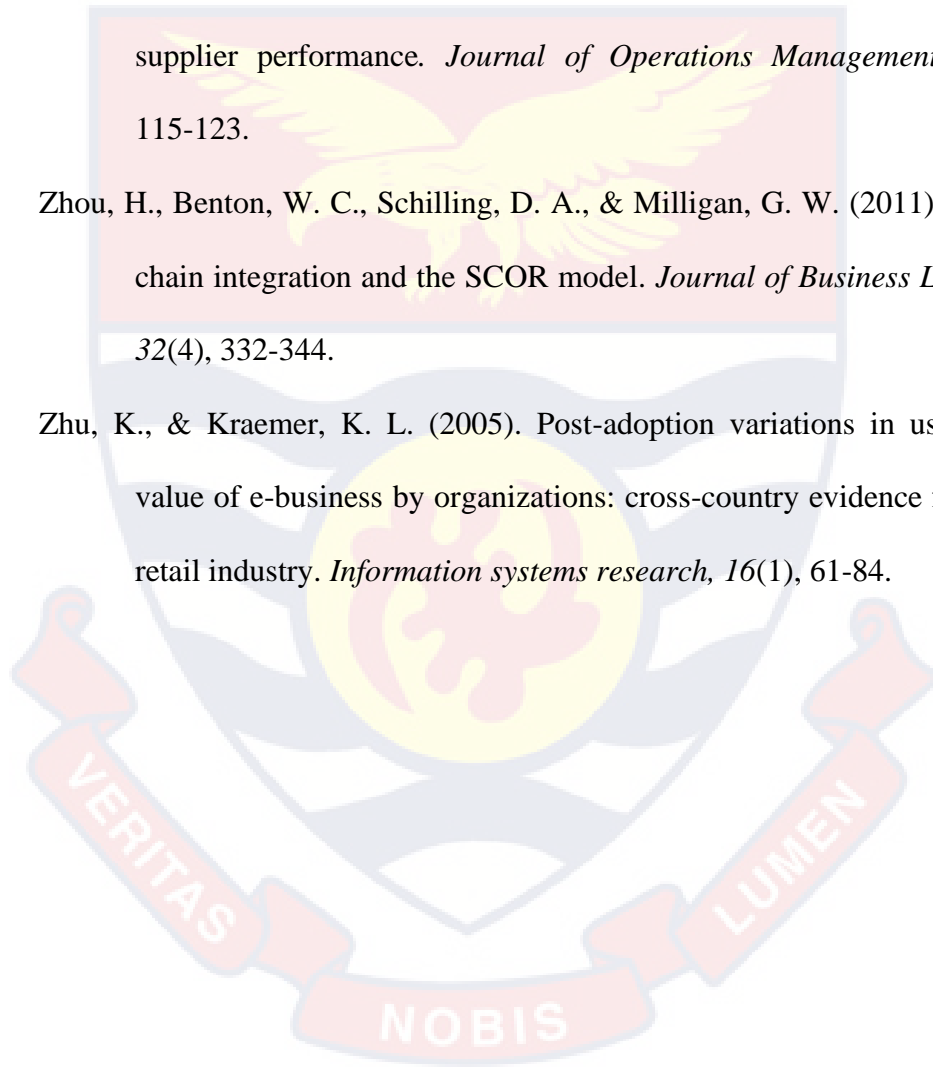 supplier performance. Journal of Operations Management
115-123.
Zhou, H., Benton, W. C., Schilling, D. A., & Milligan, G. W. (2011)
chain integration and the SCOR model. Journal of Business L
32(4), 332-344.
Zhu, K., & Kraemer, K. L. (2005). Post-adoption variations in us
value of e-business by organizations: cross-country evidence
retail industry. Information systems research, 16(1), 61-84.
VERITAS
NOBIS
LUMEN